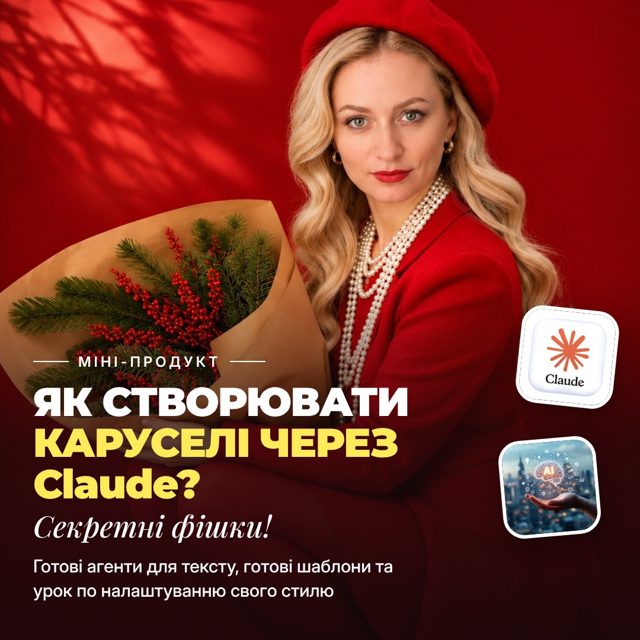 МІНІ-ПРОДУКТ
ЯК СТВОРЮВАТИ
КАРУСЕЛІ ЧЕРЕЗ
Claude?
Секретні фішки!
Готові агенти для тексту, готові шаблони та
урок по налаштуванню свого стилю
Claude
AI